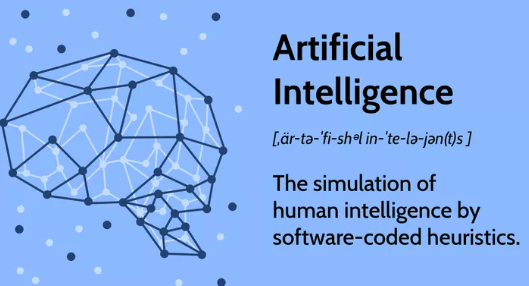 Artificial
Intelligence
[ˌär-tə-ˈfi-shᵊl in-ˈte-lə-jən(t)s ]
The simulation of
human intelligence by
software-coded heuristics.